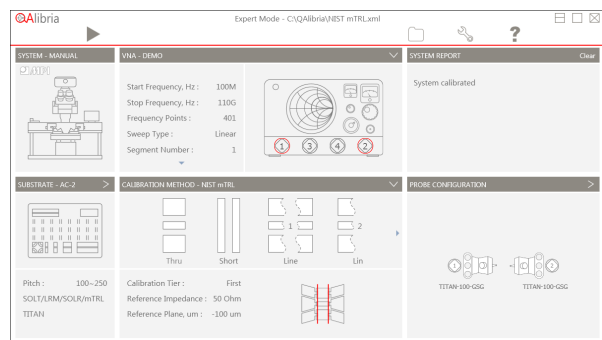 QAlibria
Expert Mode - C:\QAlibria\NIST mTRL.xml
?
SYSTEM - MANUAL
MPI
VNA - DEMO
Start Frequency, Hz : 100M
Stop Frequency, Hz : 110G
Frequency Points : 401
Sweep Type : Linear
Segment Number : 1
1 3 4 2
SYSTEM REPORT Clear
System calibrated
SUBSTRATE - AC-2
Pitch : 100~250
SOLT/LRM/SOLR/mTRL
TITAN
CALIBRATION METHOD - NIST mTRL
1 2
Thru Short Line Lin
Calibration Tier : First
Reference Impedance : 50 Ohm
Reference Plane, um : -100 um
PROBE CONFIGURATION
1 2
TITAN-100-GSG TITAN-100-GSG